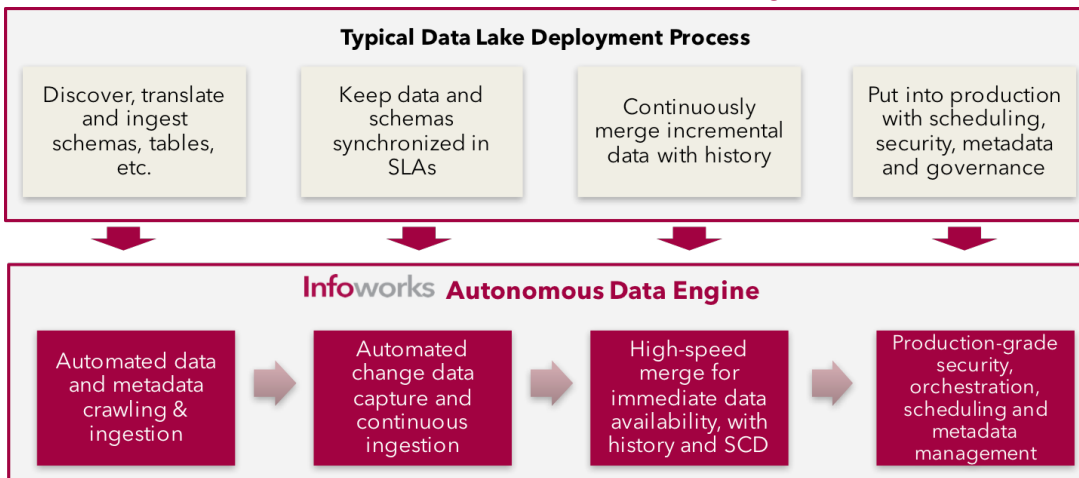 Typical Data Lake Deployment Process
Discover, translate
and ingest
schemas, tables,
etc.
Keep data and
schemas
synchronized in
SLAs
Continuously
merge incremental
data with history
Put into production
with scheduling,
security, metadata
and governance
Infoworks Autonomous Data Engine
Automated data
and metadata
crawling &
ingestion
Automated
change data
capture and
continuous
ingestion
High-speed
merge for
immediate data
availability, with
history and SCD
Production-grade
security,
orchestration,
scheduling and
metadata
management